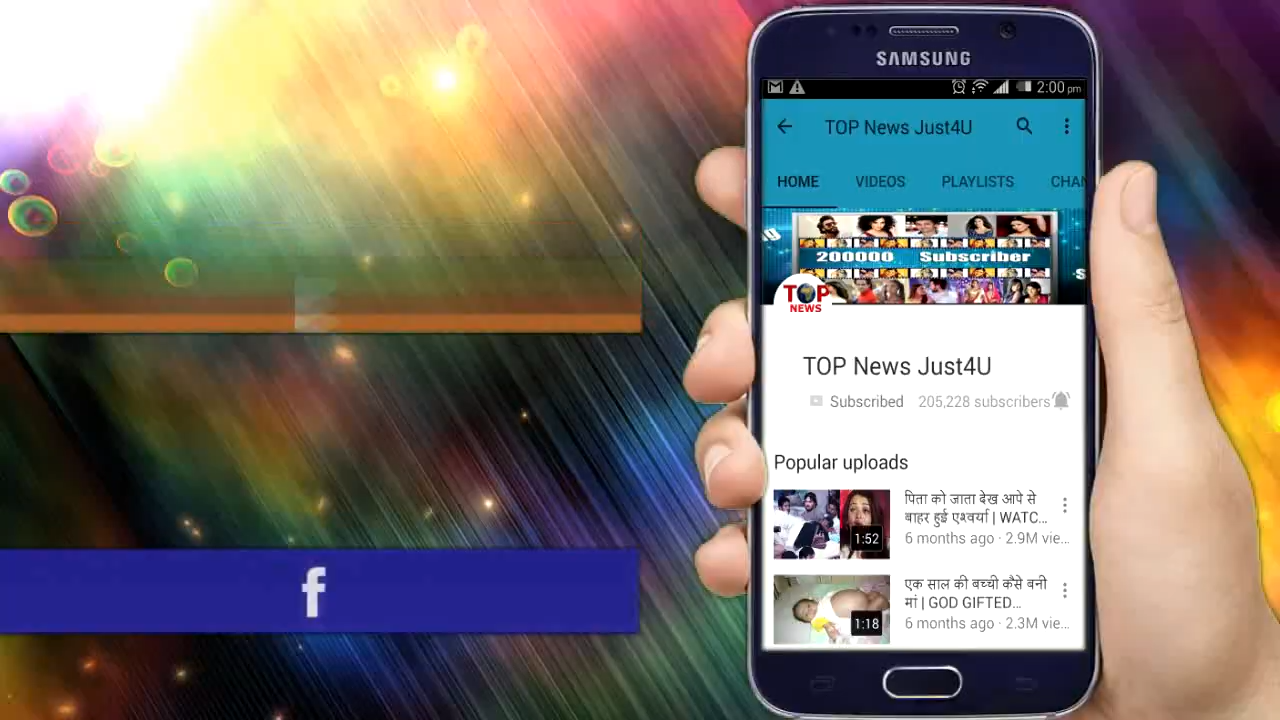 SAMSUNG
2:00 pm
TOP News Just4U
HOME VIDEOS PLAYLISTS CHAN
200000 Subscriber
TOP
NEWS
TOP News Just4U
Subscribed 205,228 subscribers
Popular uploads
पिता को जाता देख आपे से
बाहर हुई एश्वर्या | WATC...
1:52
6 months ago · 2.9M vie...
एक साल की बच्ची कैसे बनी
मां | GOD GIFTED...
1:18
6 months ago · 2.3M vie...
f